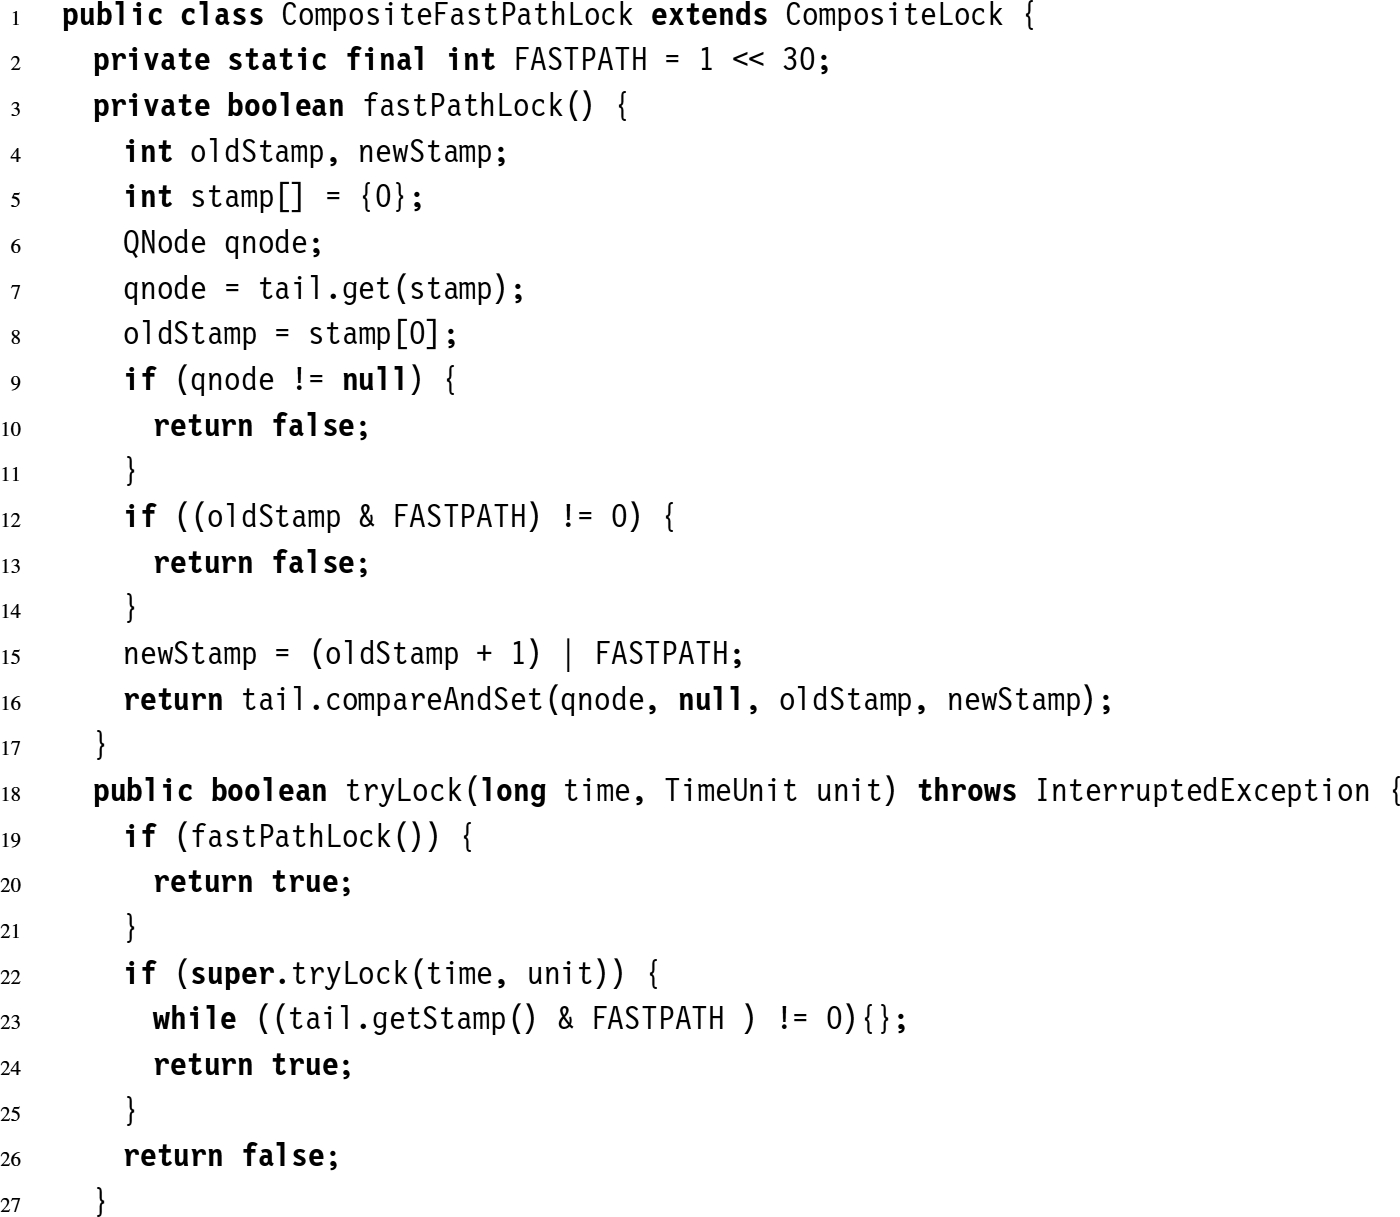 1 public class CompositeFastPathLock extends CompositeLock {
2 private static final int FASTPATH = 1 << 30;
3 private boolean fastPathLock() {
4 int oldStamp, newStamp;
5 int stamp[] = {0};
6 QNode qnode;
7 qnode = tail.get(stamp);
8 oldStamp = stamp[0];
9 if (qnode != null) {
10 return false;
11 }
12 if ((oldStamp & FASTPATH) != 0) {
13 return false;
14 }
15 newStamp = (oldStamp + 1) | FASTPATH;
16 return tail.compareAndSet(qnode, null, oldStamp, newStamp);
17 }
18 public boolean tryLock(long time, TimeUnit unit) throws InterruptedException {
19 if (fastPathLock()) {
20 return true;
21 }
22 if (super.tryLock(time, unit)) {
23 while ((tail.getStamp() & FASTPATH ) != 0){};
24 return true;
25 }
26 return false;
27 }